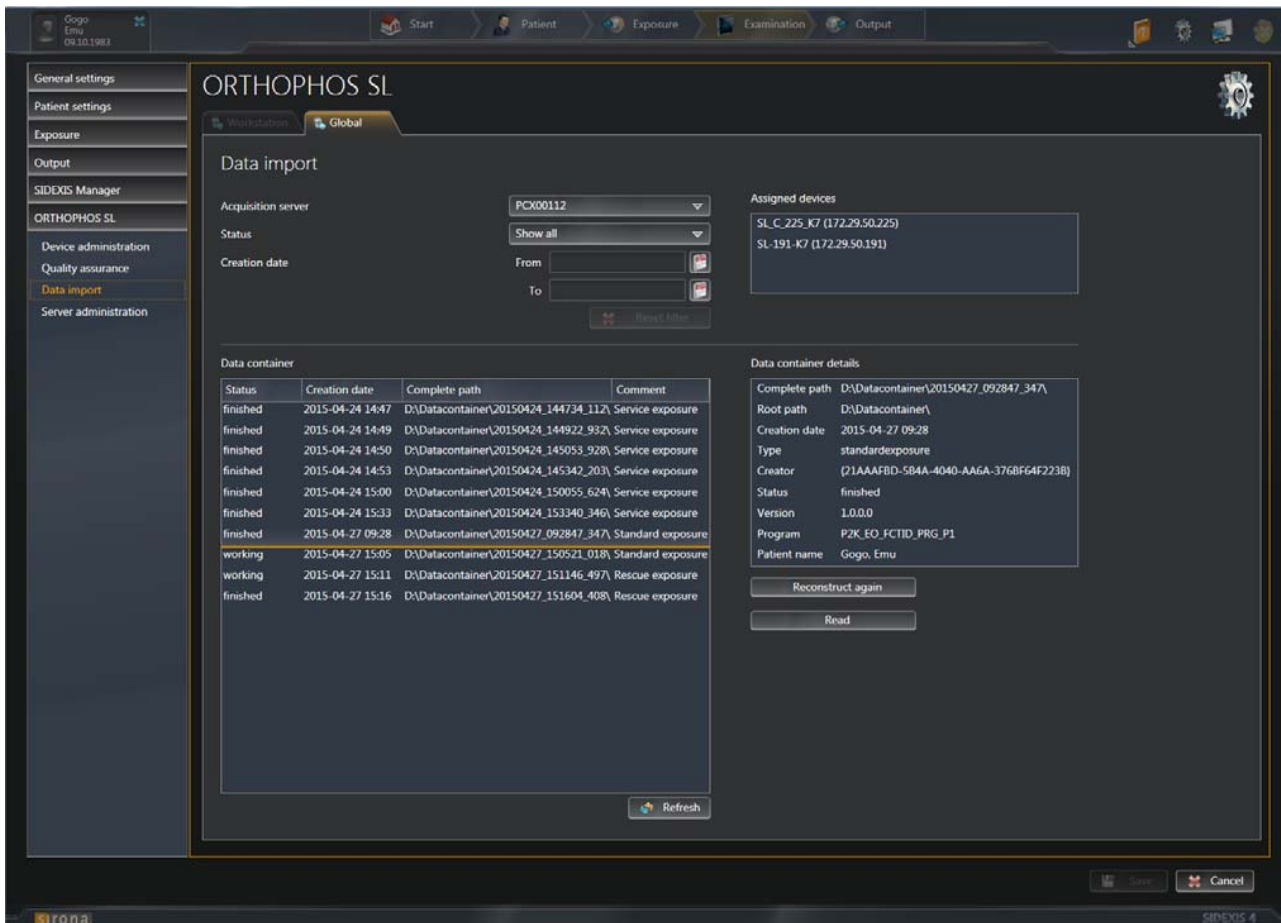 Gogo
Emu
09.10.1983
Start
Patient
Exposure
Examination
Output
General settings
Patient settings
Exposure
Output
SIDEXIS Manager
ORTHOPHOS SL
Device administration
Quality assurance
Data import
Server administration
ORTHOPHOS SL
Workstation
Global
Data import
Acquisition server PCX00112
Status Show all
Creation date From
To
Reset filter
Assigned devices
SL_C_225_K7 (172.29.50.225)
SL-191-K7 (172.29.50.191)
Data container
Status Creation date Complete path Comment
finished 2015-04-24 14:47 D:\Datacontainer\20150424_144734_112\ Service exposure
finished 2015-04-24 14:49 D:\Datacontainer\20150424_144922_932\ Service exposure
finished 2015-04-24 14:50 D:\Datacontainer\20150424_145053_928\ Service exposure
finished 2015-04-24 14:53 D:\Datacontainer\20150424_145342_203\ Service exposure
finished 2015-04-24 15:00 D:\Datacontainer\20150424_150055_624\ Service exposure
finished 2015-04-24 15:33 D:\Datacontainer\20150424_153340_346\ Service exposure
finished 2015-04-27 09:28 D:\Datacontainer\20150427_092847_347\ Standard exposure
working 2015-04-27 15:05 D:\Datacontainer\20150427_150521_018\ Standard exposure
working 2015-04-27 15:11 D:\Datacontainer\20150427_151146_497\ Rescue exposure
finished 2015-04-27 15:16 D:\Datacontainer\20150427_151604_408\ Rescue exposure
Refresh
Data container details
Complete path D:\Datacontainer\20150427_092847_347\
Root path D:\Datacontainer\
Creation date 2015-04-27 09:28
Type standardexposure
Creator {21AAAFBD-5B4A-4040-AA6A-376BF64F223B}
Status finished
Version 1.0.0.0
Program P2K_EO_FCTID_PRG_P1
Patient name Gogo, Emu
Reconstruct again
Read
Save
Cancel
sirona
SIDEXIS 4